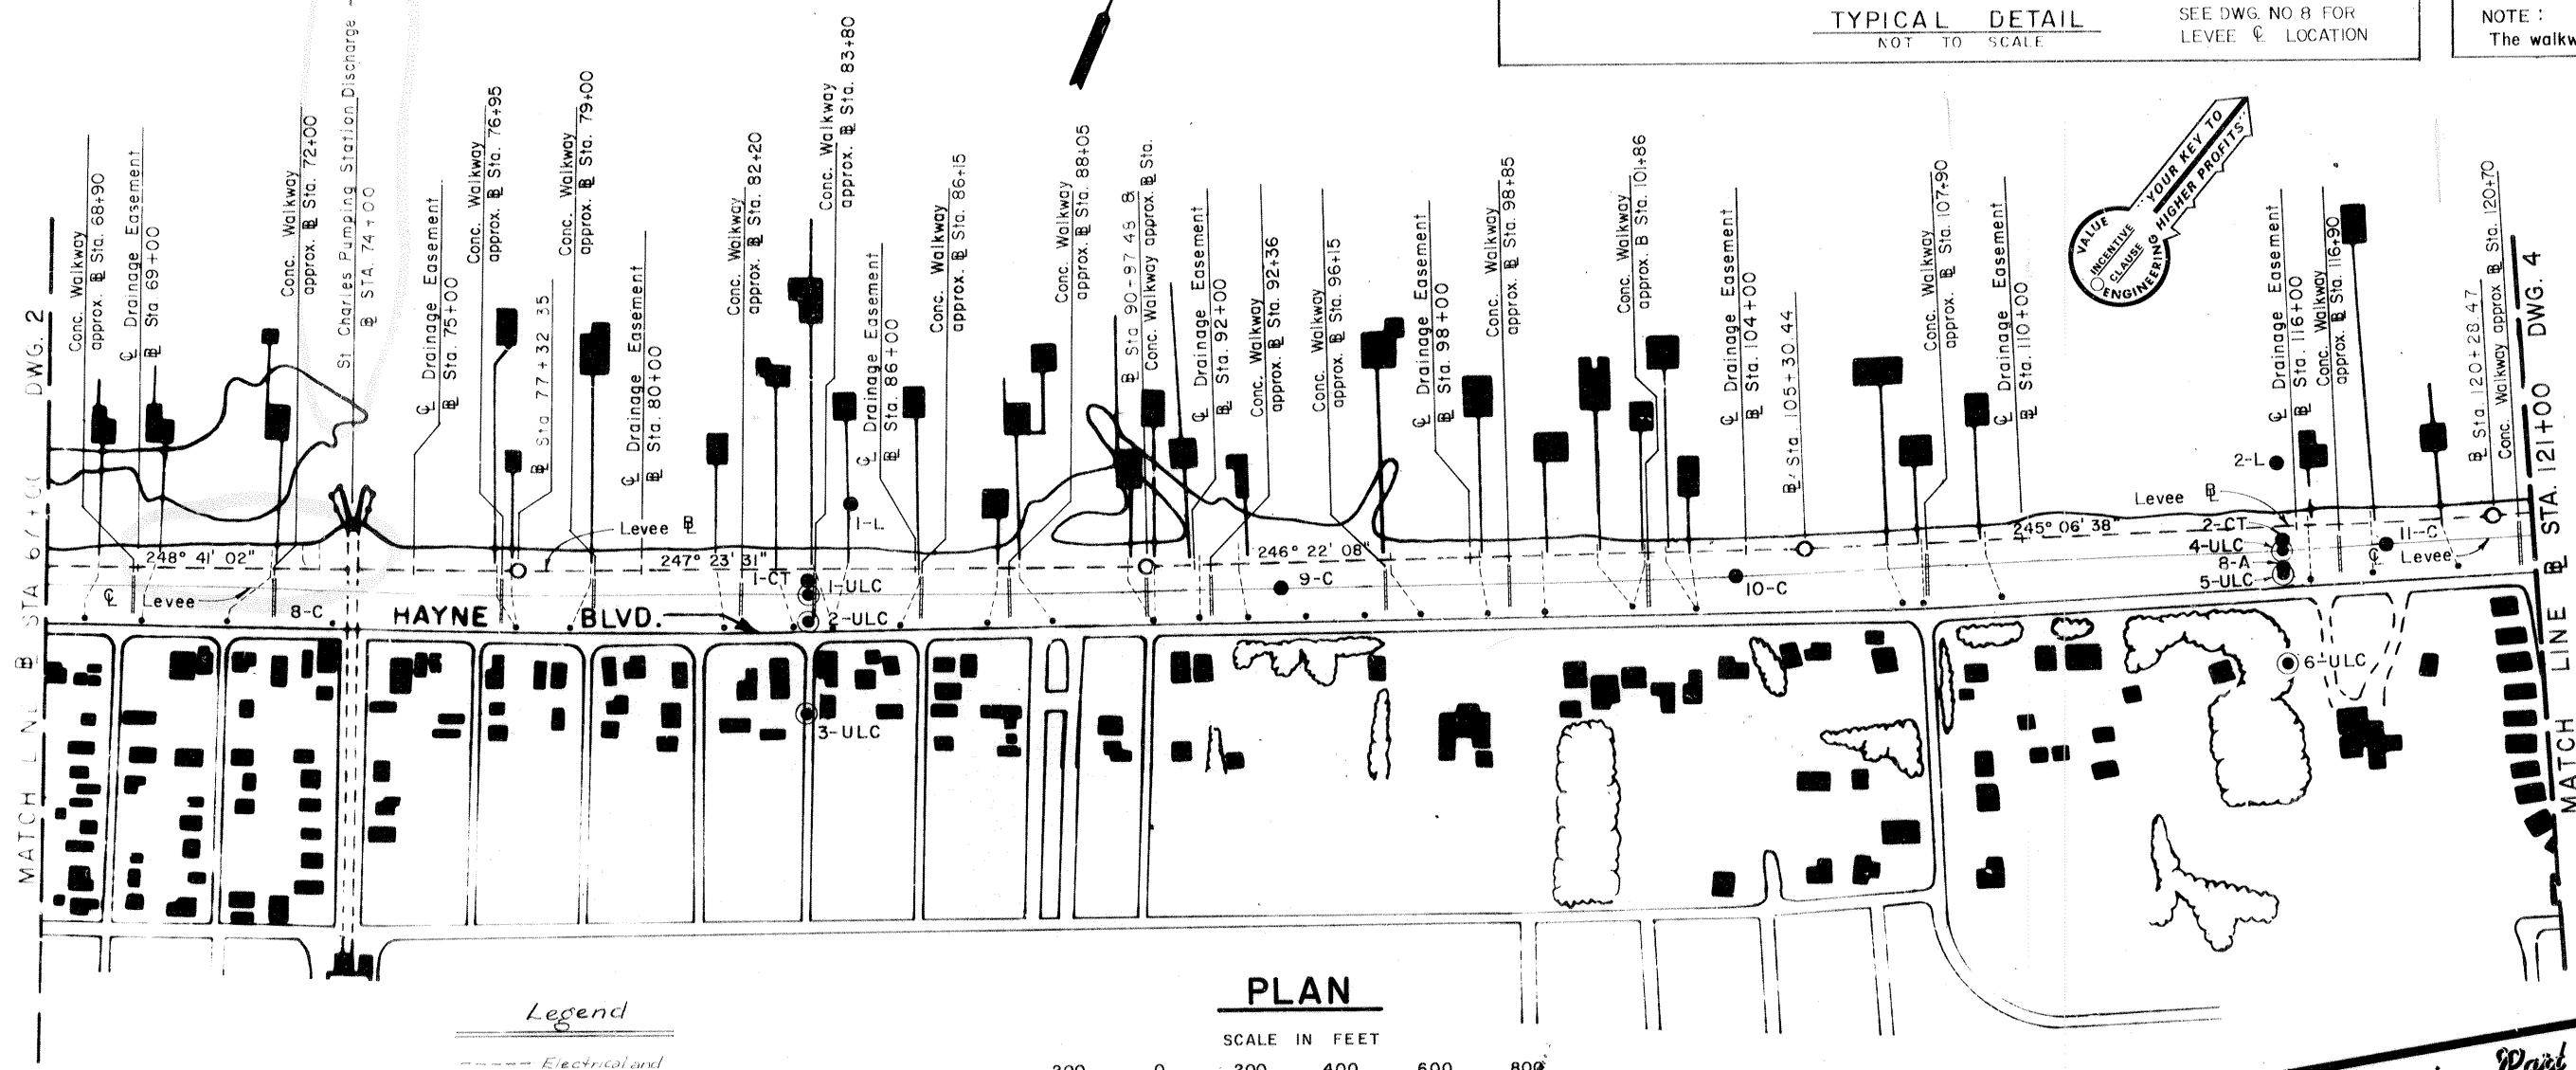 TYPICAL DETAIL
NOT TO SCALE
SEE DWG. NO 8 FOR
LEVEE ℄ LOCATION
NOTE :
The walkw
MATCH LINE B STA 67+00 DWG. 2
Conc. Walkway
approx. B Sta. 68+90
℄ Drainage Easement
B Sta 69+00
Conc. Walkway
approx. B Sta. 72+00
St. Charles Pumping Station Discharge
B STA. 74+00
℄ Drainage Easement
B Sta. 75+00
Conc. Walkway
approx. B Sta. 76+95
B Sta 77+32 35
Conc. Walkway
approx. B Sta. 79+00
℄ Drainage Easement
B Sta. 80+00
Conc. Walkway
approx. B Sta. 82+20
Conc. Walkway
approx. B Sta. 83+80
℄ Drainage Easement
B Sta. 86+00
Conc. Walkway
approx. B Sta. 86+15
Conc. Walkway
approx. B Sta. 88+05
B Sta 90-97 43 &
Conc. Walkway approx. B Sta.
℄ Drainage Easement
B Sta. 92+00
Conc. Walkway
approx. B Sta. 92+36
Conc. Walkway
approx. B Sta. 96+15
℄ Drainage Easement
B Sta. 98+00
Conc. Walkway
approx. B Sta. 98+85
Conc. Walkway
approx. B Sta. 101+86
℄ Drainage Easement
B Sta. 104+00
B Sta. 105+30.44
Conc. Walkway
approx. B Sta. 107+90
℄ Drainage Easement
B Sta. 110+00
VALUE
ENGINEERING
INCENTIVE
CLAUSE
"YOUR KEY TO
HIGHER PROFITS"
℄ Drainage Easement
B Sta. 116+00
Conc. Walkway
approx. B Sta. 116+90
B Sta. 120+28.47
Conc. Walkway approx B Sta. 120+70
MATCH LINE B STA. 121+00 DWG. 4
1-L
2-L
Levee B
Levee B
248° 41' 02"
247° 23' 31"
246° 22' 08"
245° 06' 38"
1-CT
1-ULC
2-ULC
3-ULC
2-CT
4-ULC
8-A
5-ULC
6-ULC
℄ Levee
8-C
9-C
10-C
11-C
℄ Levee
HAYNE BLVD.
PLAN
SCALE IN FEET
200 0 200 400 600 800
Legend
Electrical and